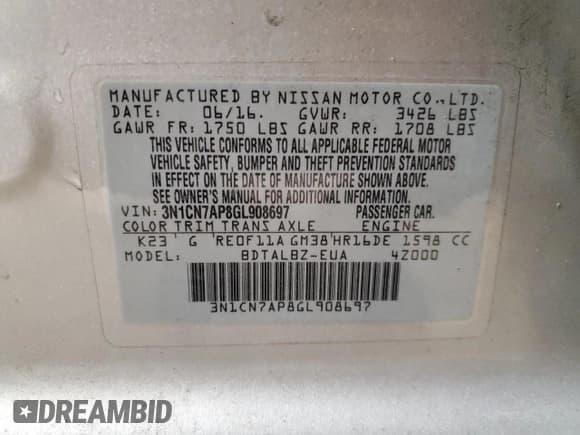 MANUFACTURED BY NISSAN MOTOR CO.,LTD.
DATE: 06/16. GVWR: 3426 LBS
GAWR FR: 1750 LBS GAWR RR: 1708 LBS
THIS VEHICLE CONFORMS TO ALL APPLICABLE FEDERAL MOTOR
VEHICLE SAFETY, BUMPER AND THEFT PREVENTION STANDARDS
IN EFFECT ON THE DATE OF MANUFACTURE SHOWN ABOVE.
SEE OWNER'S MANUAL FOR ADDITIONAL INFORMATION.
VIN: 3N1CN7AP8GL908697 PASSENGER CAR.
COLOR TRIM TRANS AXLE ENGINE
K23 G RE0F11A GM38 HR16DE 1598 CC
MODEL: BDTALBZ-EUA 4Z000
3N1CN7AP8GL908697
DREAMBID